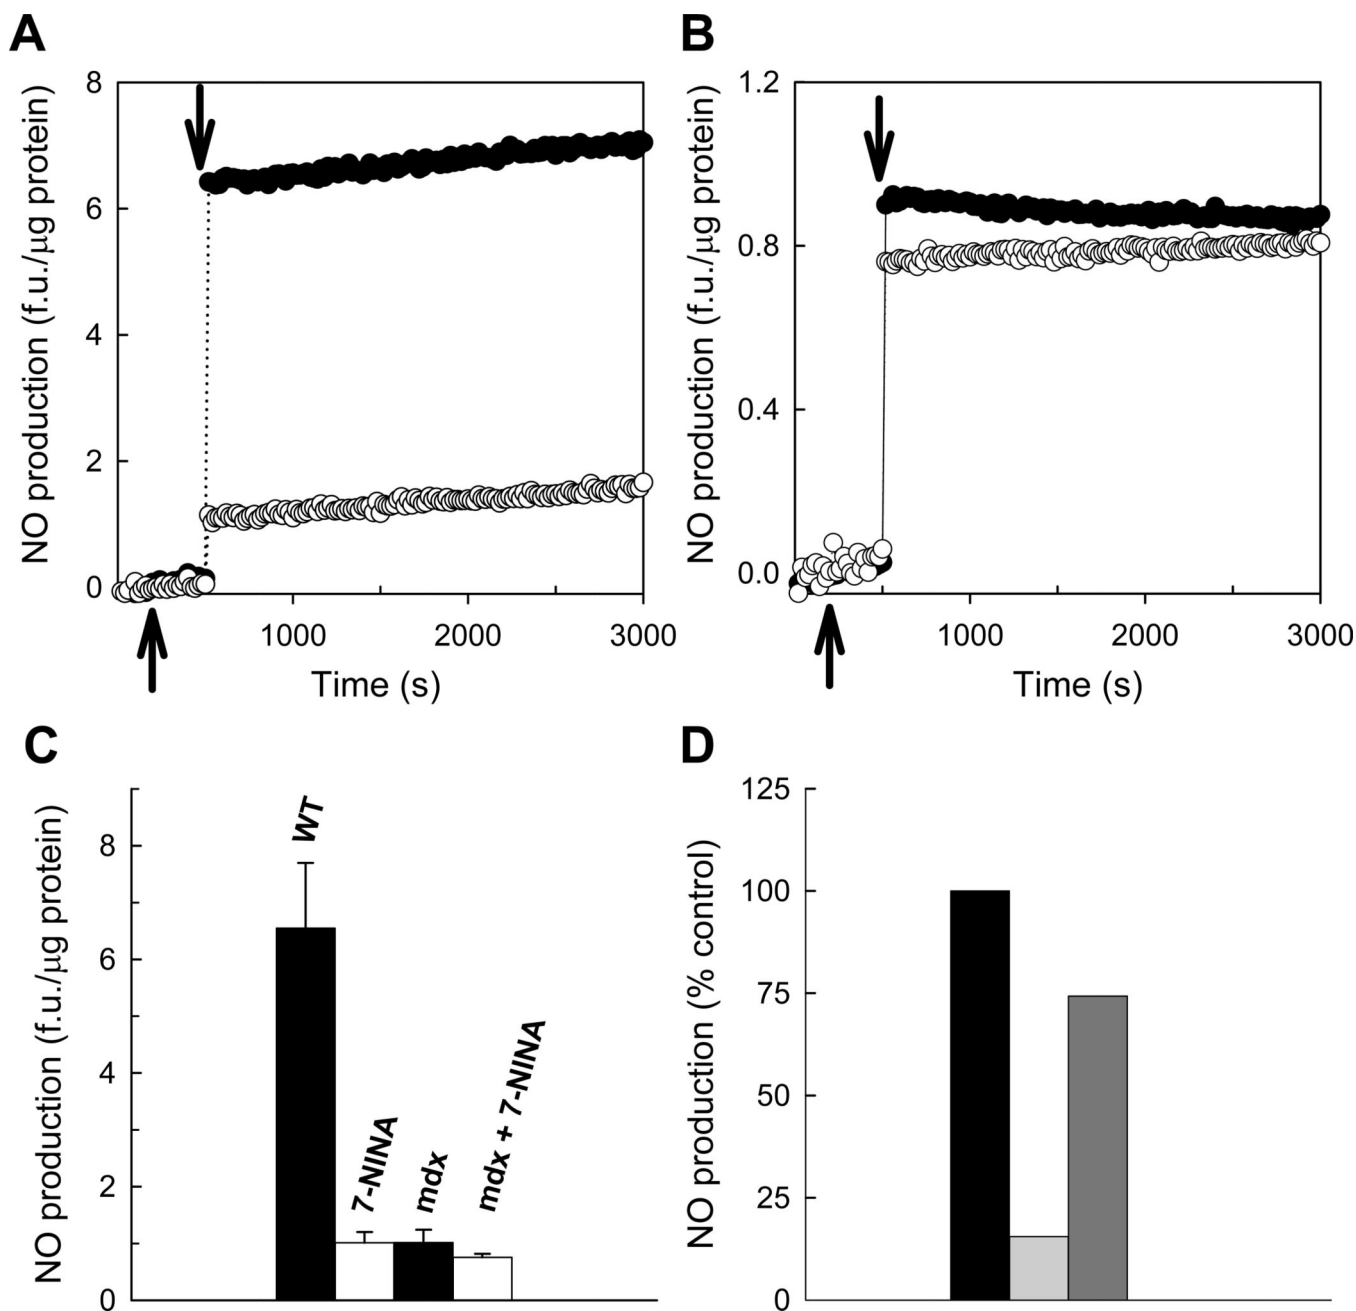 A
NO production (f.u./µg protein)
8
6
4
2
0
1000
2000
3000
Time (s)
B
NO production (f.u./µg protein)
1.2
0.8
0.4
0.0
1000
2000
3000
Time (s)
C
NO production (f.u./µg protein)
8
6
4
2
0
WT
7-NINA
mdx
mdx + 7-NINA
D
NO production (% control)
125
100
75
50
25
0